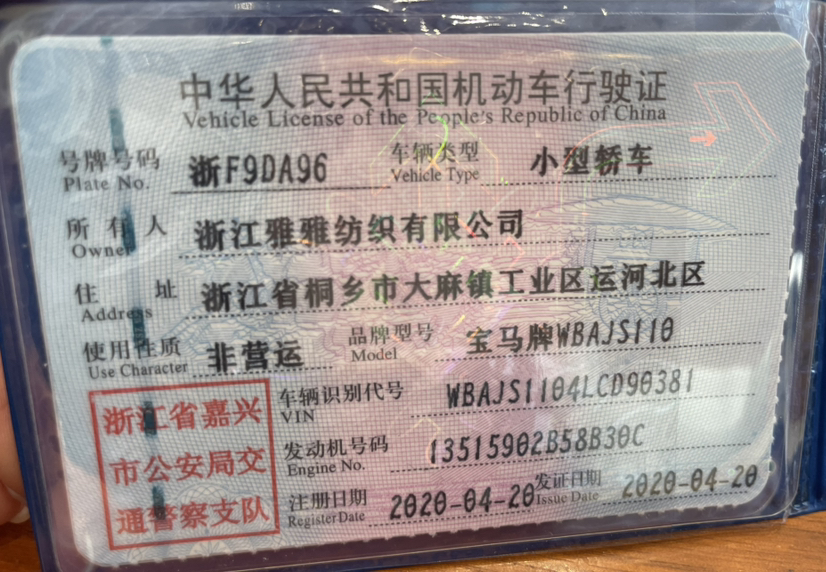 中华人民共和国机动车行驶证
Vehicle License of the People's Republic of China
号牌号码 浙F9DA96 车辆类型 小型轿车
Plate No. Vehicle Type
所有人 浙江雅雅纺织有限公司
Owner
住址 浙江省桐乡市大麻镇工业区运河北区
Address
使用性质 非营运 品牌型号 宝马牌WBAJS110
Use Character Model
浙江省嘉兴 车辆识别代号 WBAJS1104LCD90381
VIN
市公安局交 发动机号码 13515902B58B30C
Engine No.
通警察支队 注册日期 2020-04-20 发证日期 2020-04-20
Register Date Issue Date